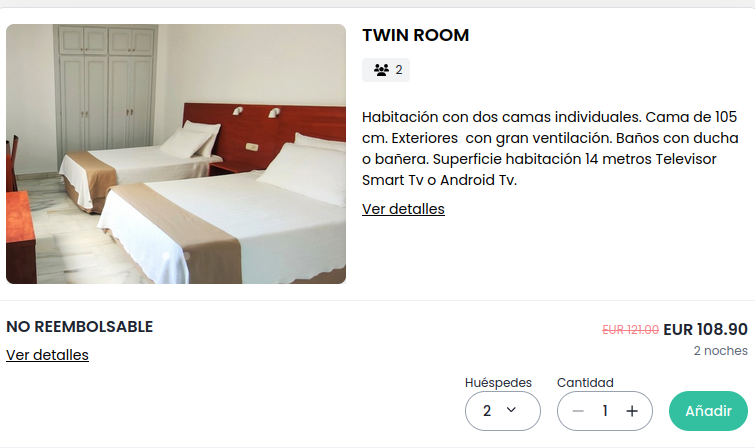 TWIN ROOM
2
Habitación con dos camas individuales. Cama de 105
cm. Exteriores con gran ventilación. Baños con ducha
o bañera. Superficie habitación 14 metros Televisor
Smart Tv o Android Tv.
Ver detalles
NO REEMBOLSABLE
EUR 121.00 EUR 108.90
Ver detalles
2 noches
Huéspedes
Cantidad
2
1
Añadir